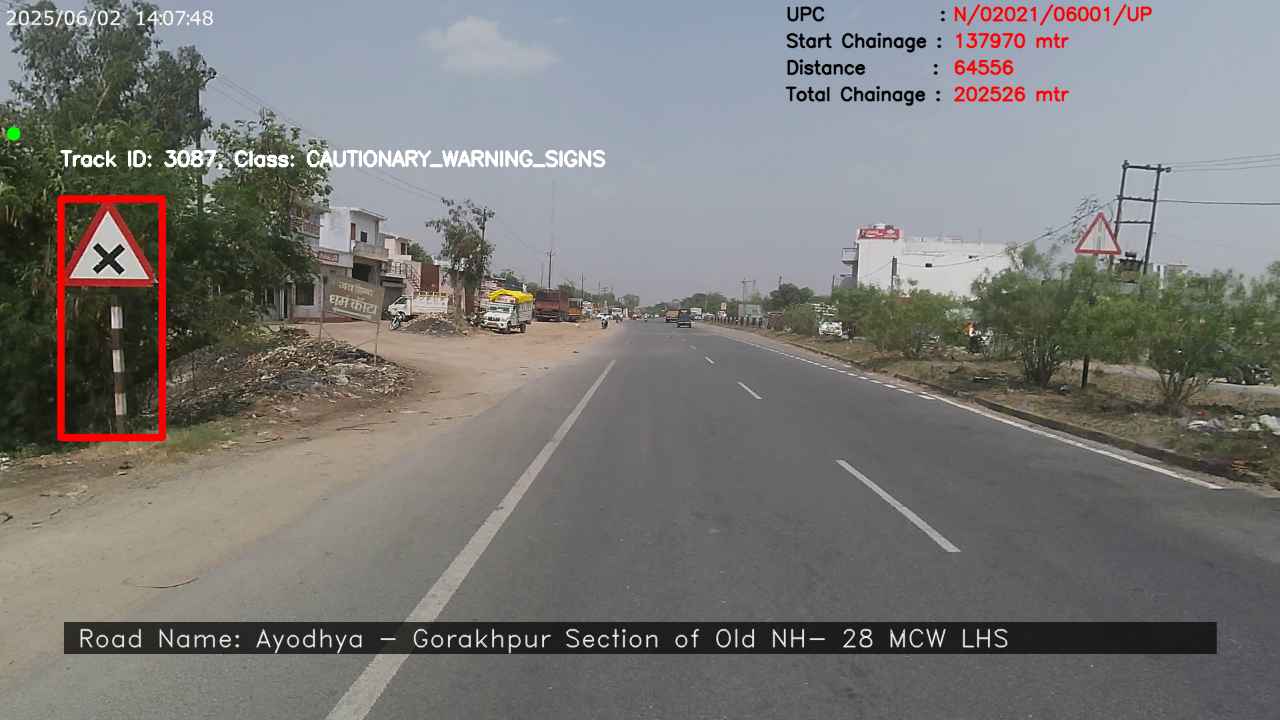 2025/06/02 14:07:48
UPC : N/02021/06001/UP
Start Chainage : 137970 mtr
Distance : 64556
Total Chainage : 202526 mtr
Track ID: 3087, Class: CAUTIONARY_WARNING_SIGNS
धर्म कांटा
Road Name: Ayodhya - Gorakhpur Section of Old NH- 28 MCW LHS